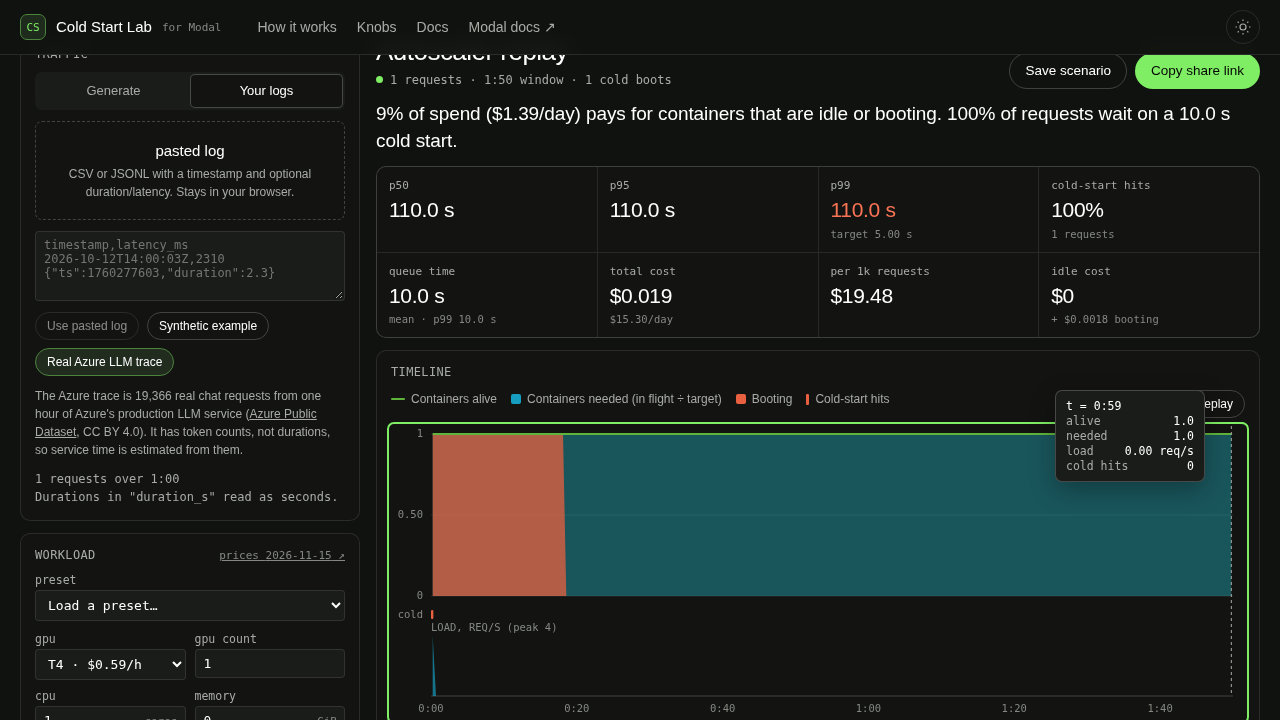 CS Cold Start Lab for Modal How it works Knobs Docs Modal docs ↗
TRAFFIC
Generate Your logs
pasted log
CSV or JSONL with a timestamp and optional
duration/latency. Stays in your browser.
timestamp,latency_ms
2026-10-12T14:00:03Z,2310
{"ts":1760277603,"duration":2.3}
Use pasted log Synthetic example
Real Azure LLM trace
The Azure trace is 19,366 real chat requests from one
hour of Azure's production LLM service (Azure Public
Dataset, CC BY 4.0). It has token counts, not durations,
so service time is estimated from them.
1 requests over 1:00
Durations in "duration_s" read as seconds.
WORKLOAD prices 2026-11-15 ↗
preset
Load a preset…
gpu gpu count
T4 · $0.59/h 1
cpu memory
1 cores 0 GiB
Autoscaler replay
1 requests · 1:50 window · 1 cold boots
Save scenario Copy share link
9% of spend ($1.39/day) pays for containers that are idle or booting. 100% of requests wait on a 10.0 s
cold start.
p50 p95 p99 cold-start hits
110.0 s 110.0 s 110.0 s 100%
target 5.00 s 1 requests
queue time total cost per 1k requests idle cost
10.0 s $0.019 $19.48 $0
mean · p99 10.0 s $15.30/day + $0.0018 booting
TIMELINE
Containers alive Containers needed (in flight ÷ target) Booting Cold-start hits
eplay
t = 0:59
alive 1.0
needed 1.0
load 0.00 req/s
cold hits 0
1
0.50
0
cold
LOAD, REQ/S (peak 4)
0:00 0:20 0:40 1:00 1:20 1:40